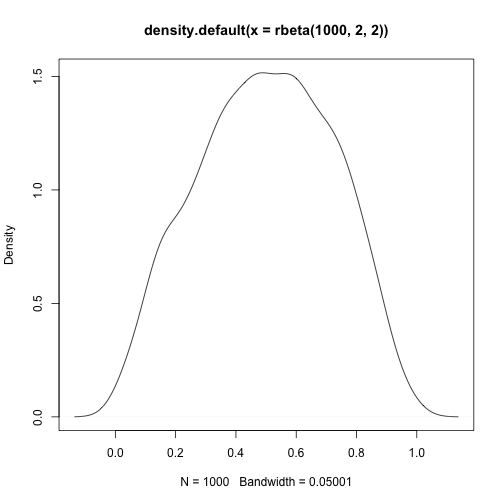 density.default(x = rbeta(1000, 2, 2))
Density
1.5
1.0
0.5
0.0
0.0 0.2 0.4 0.6 0.8 1.0
N = 1000 Bandwidth = 0.05001